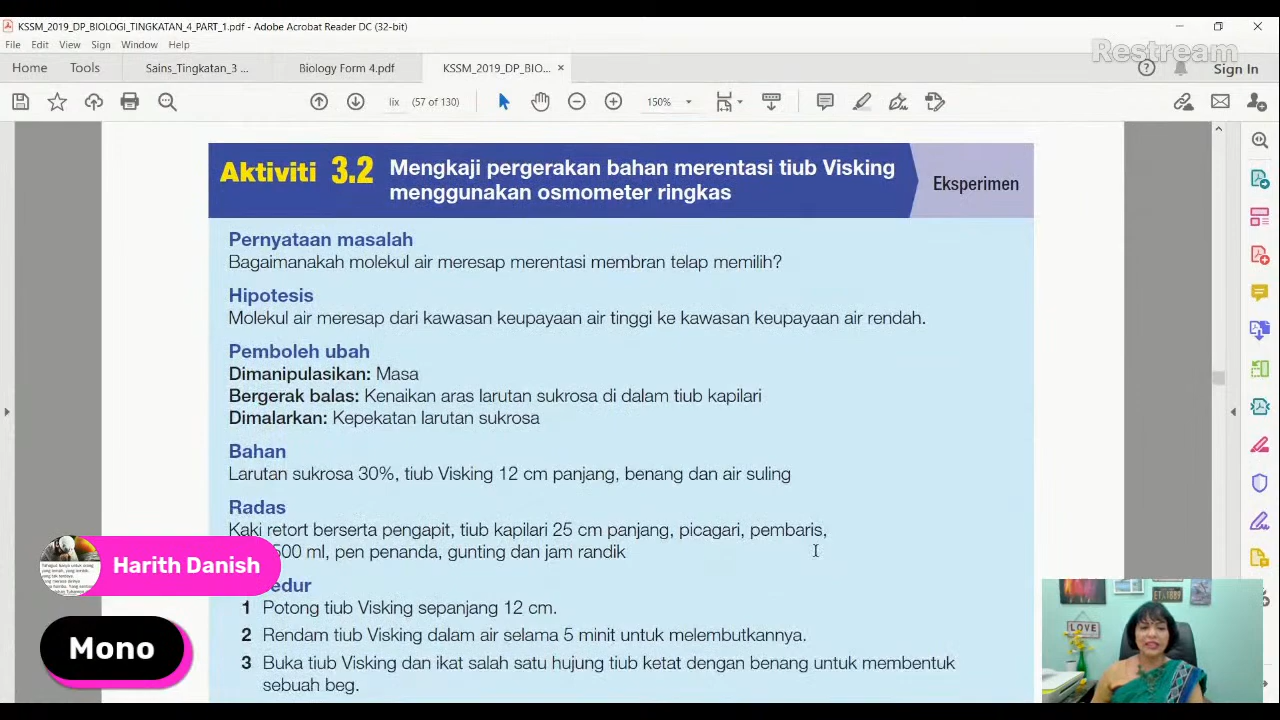 KSSM_2019_DP_BIOLOGI_TINGKATAN_4_PART_1.pdf - Adobe Acrobat Reader DC (32-bit)
File Edit View Sign Window Help
Restream
Home Tools Sains_Tingkatan_3 ... Biology Form 4.pdf KSSM_2019_DP_BIO... × Sign In
lix (57 of 130) 150%
Aktiviti 3.2 Mengkaji pergerakan bahan merentasi tiub Visking
menggunakan osmometer ringkas
Eksperimen
Pernyataan masalah
Bagaimanakah molekul air meresap merentasi membran telap memilih?
Hipotesis
Molekul air meresap dari kawasan keupayaan air tinggi ke kawasan keupayaan air rendah.
Pemboleh ubah
Dimanipulasikan: Masa
Bergerak balas: Kenaikan aras larutan sukrosa di dalam tiub kapilari
Dimalarkan: Kepekatan larutan sukrosa
Bahan
Larutan sukrosa 30%, tiub Visking 12 cm panjang, benang dan air suling
Radas
Kaki retort berserta pengapit, tiub kapilari 25 cm panjang, picagari, pembaris,
500 ml, pen penanda, gunting dan jam randik
Harith Danish
edur
1 Potong tiub Visking sepanjang 12 cm.
Mono
2 Rendam tiub Visking dalam air selama 5 minit untuk melembutkannya.
3 Buka tiub Visking dan ikat salah satu hujung tiub ketat dengan benang untuk membentuk
sebuah beg.
LOVE